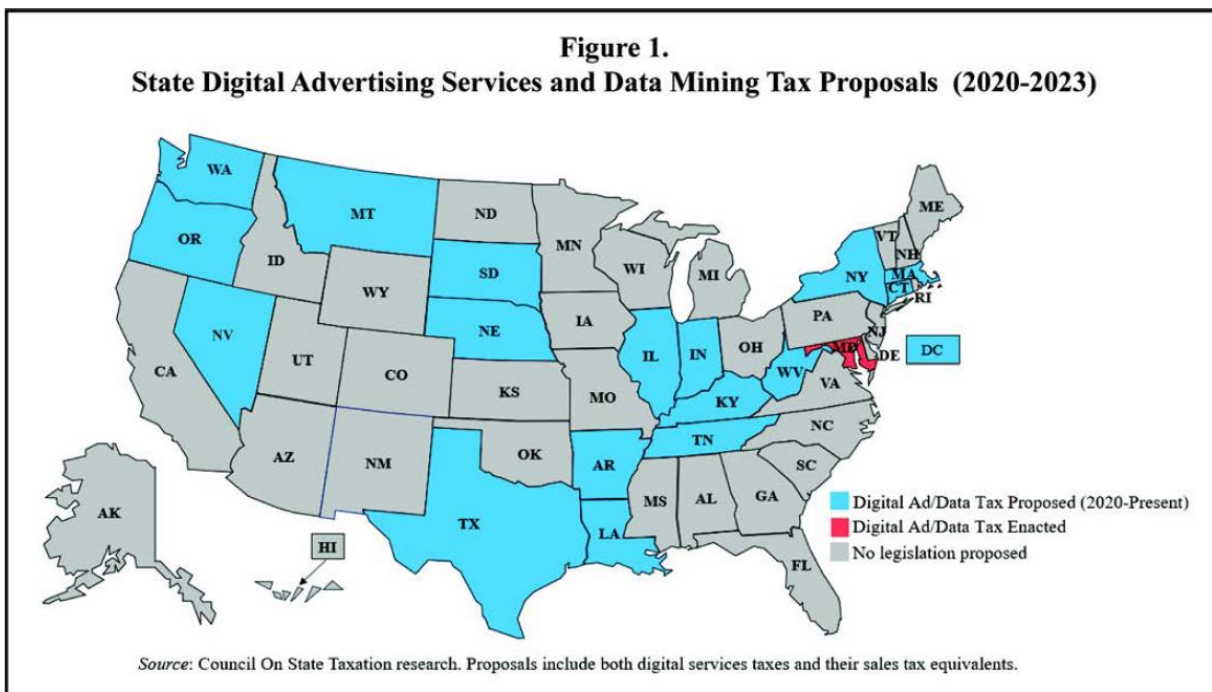 Figure 1.
State Digital Advertising Services and Data Mining Tax Proposals (2020-2023)
WA
MT
ND
MN
ME
VT
NH
OR
ID
SD
WI
MI
NY
MA
CT
RI
WY
NV
NE
IA
PA
NJ
IL
IN
OH
MD
DE
DC
CA
UT
CO
KS
MO
WV
VA
KY
NC
TN
AZ
NM
OK
AR
SC
MS
AL
GA
AK
TX
LA
HI
FL
Digital Ad/Data Tax Proposed (2020-Present)
Digital Ad/Data Tax Enacted
No legislation proposed
Source: Council On State Taxation research. Proposals include both digital services taxes and their sales tax equivalents.